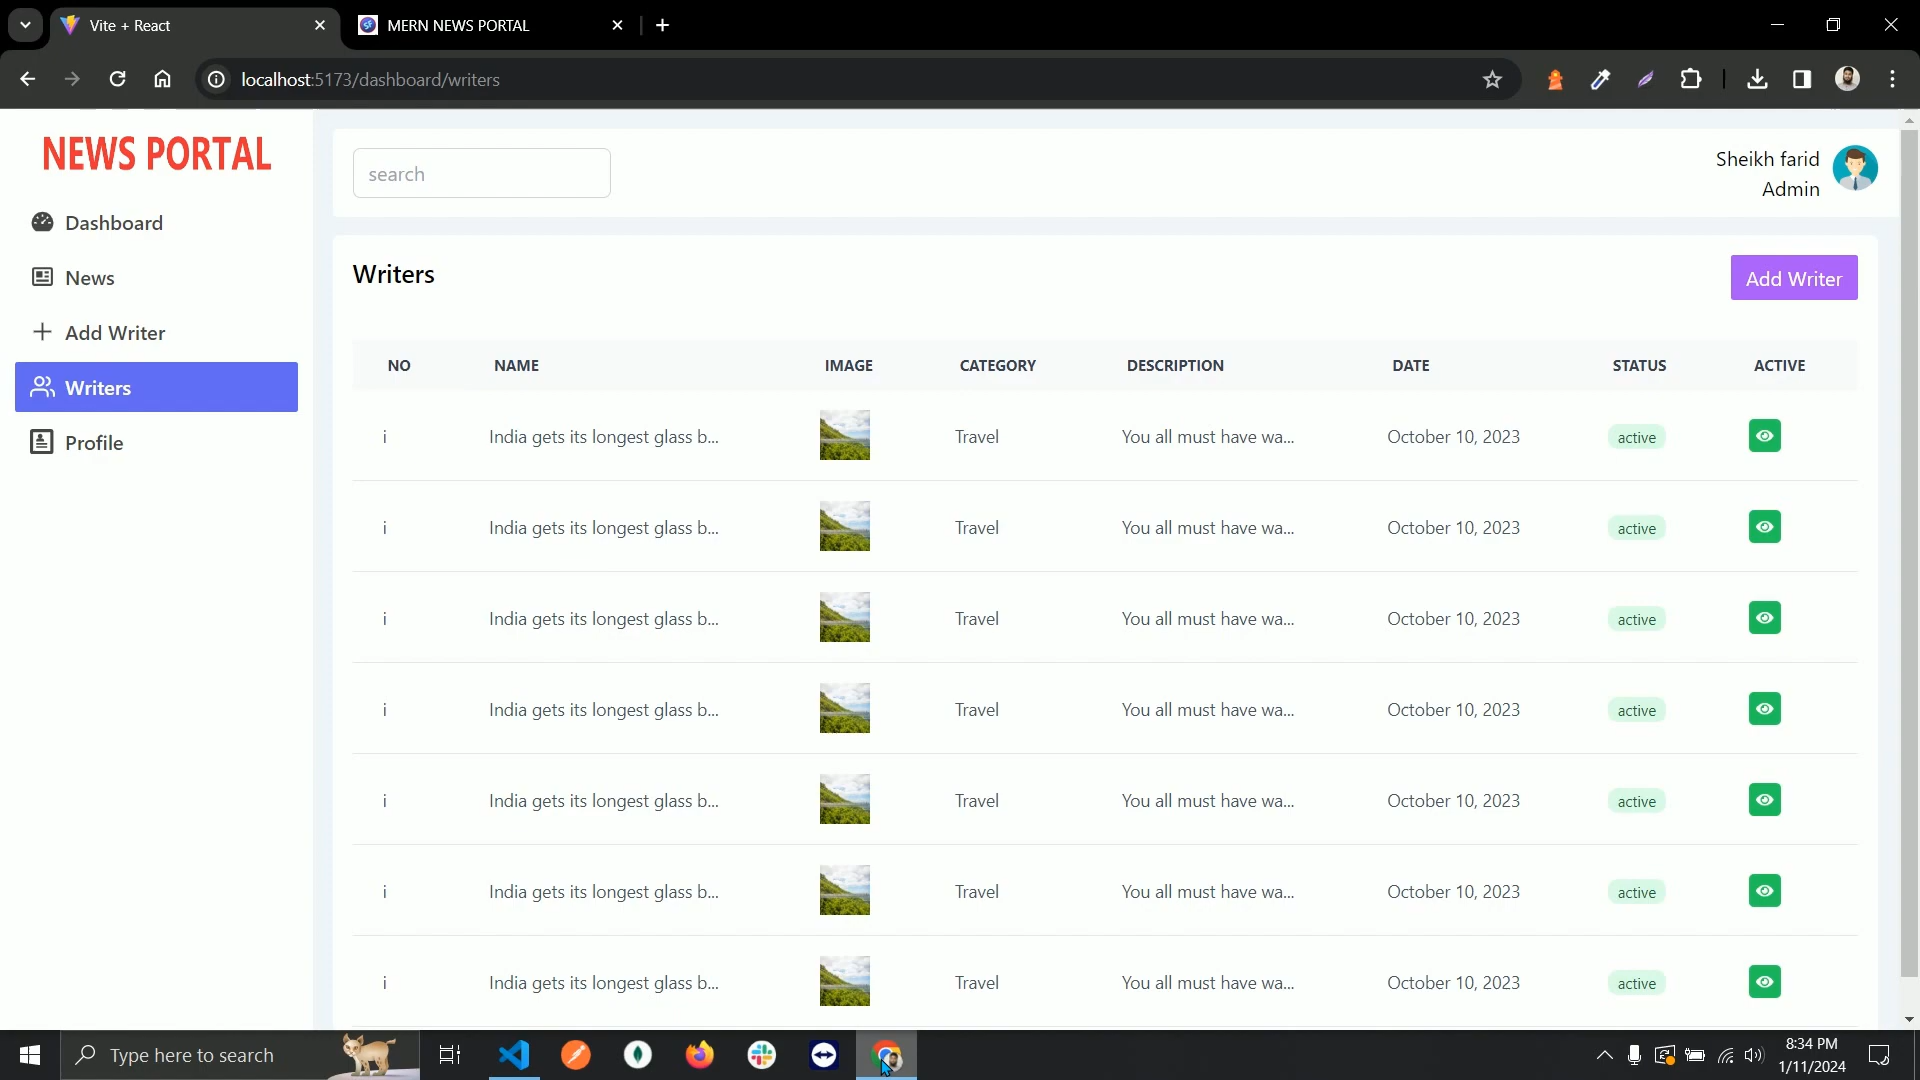 Vite + React
MERN NEWS PORTAL
localhost:5173/dashboard/writers
NEWS PORTAL
Dashboard
News
Add Writer
Writers
Profile
search
Sheikh farid
Admin
Writers
Add Writer
NO NAME IMAGE CATEGORY DESCRIPTION DATE STATUS ACTIVE
i India gets its longest glass b... Travel You all must have wa... October 10, 2023 active
i India gets its longest glass b... Travel You all must have wa... October 10, 2023 active
i India gets its longest glass b... Travel You all must have wa... October 10, 2023 active
i India gets its longest glass b... Travel You all must have wa... October 10, 2023 active
i India gets its longest glass b... Travel You all must have wa... October 10, 2023 active
i India gets its longest glass b... Travel You all must have wa... October 10, 2023 active
i India gets its longest glass b... Travel You all must have wa... October 10, 2023 active
Type here to search
8:34 PM
1/11/2024